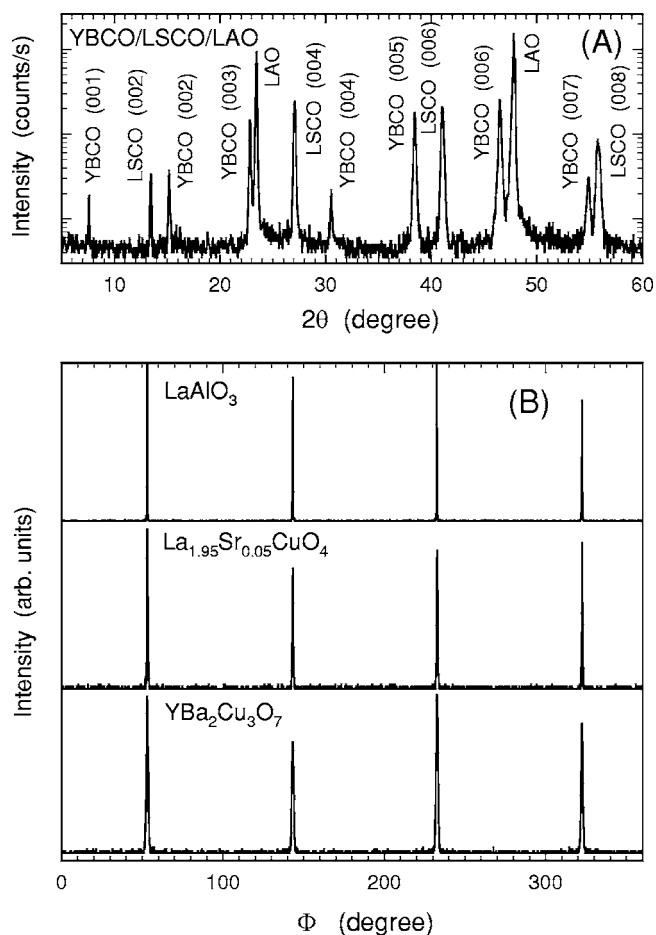 YBCO/LSCO/LAO
(A)
YBCO (001)
LSCO (002)
YBCO (002)
YBCO (003)
LAO
LSCO (004)
YBCO (004)
YBCO (005)
LSCO (006)
YBCO (006)
LAO
YBCO (007)
LSCO (008)
Intensity (counts/s)
10 20 30 40 50 60
2θ (degree)
(B)
LaAlO₃
La₁.₉₅Sr₀.₀₅CuO₄
YBa₂Cu₃O₇
Intensity (arb. units)
0 100 200 300
Φ (degree)